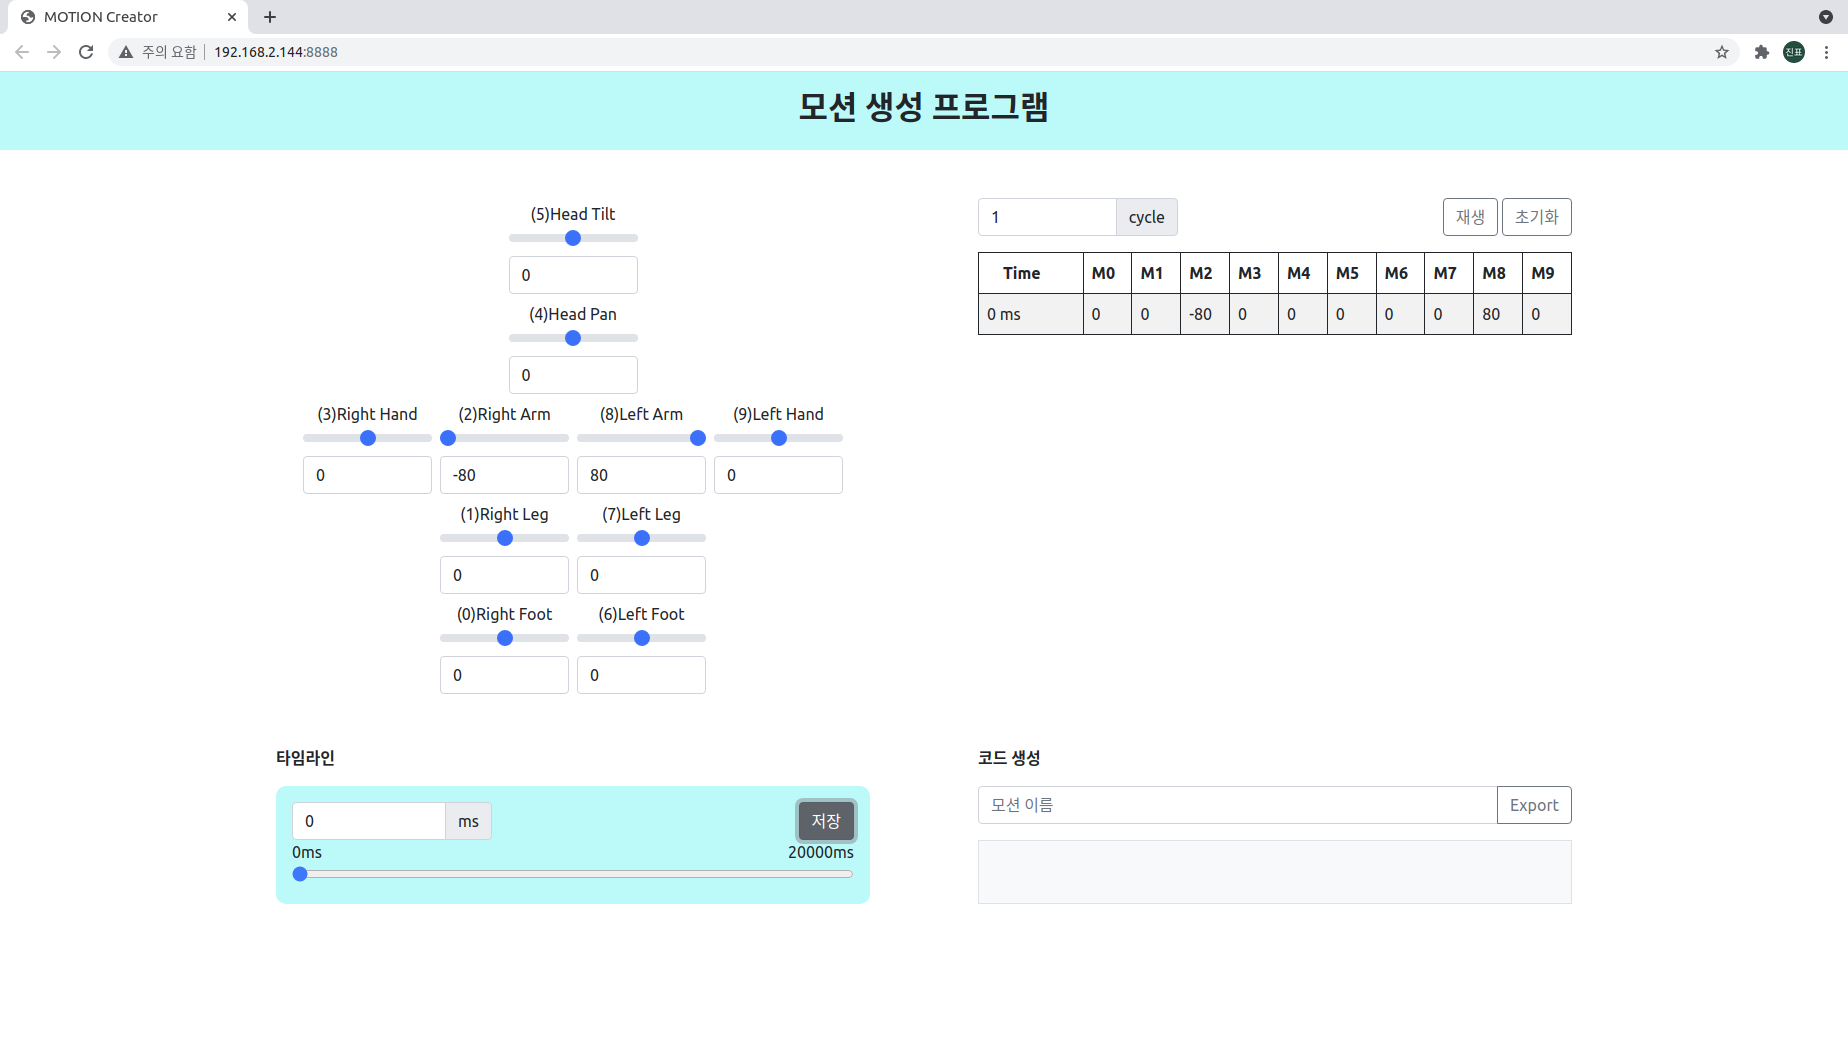 MOTION Creator
주의 요함 192.168.2.144:8888
진표
모션 생성 프로그램
(5)Head Tilt
0
(4)Head Pan
0
(3)Right Hand (2)Right Arm (8)Left Arm (9)Left Hand
0 -80 80 0
(1)Right Leg (7)Left Leg
0 0
(0)Right Foot (6)Left Foot
0 0
1 cycle 재생 초기화
Time M0 M1 M2 M3 M4 M5 M6 M7 M8 M9
0 ms 0 0 -80 0 0 0 0 0 80 0
타임라인
0 ms 저장
0ms 20000ms
코드 생성
모션 이름 Export